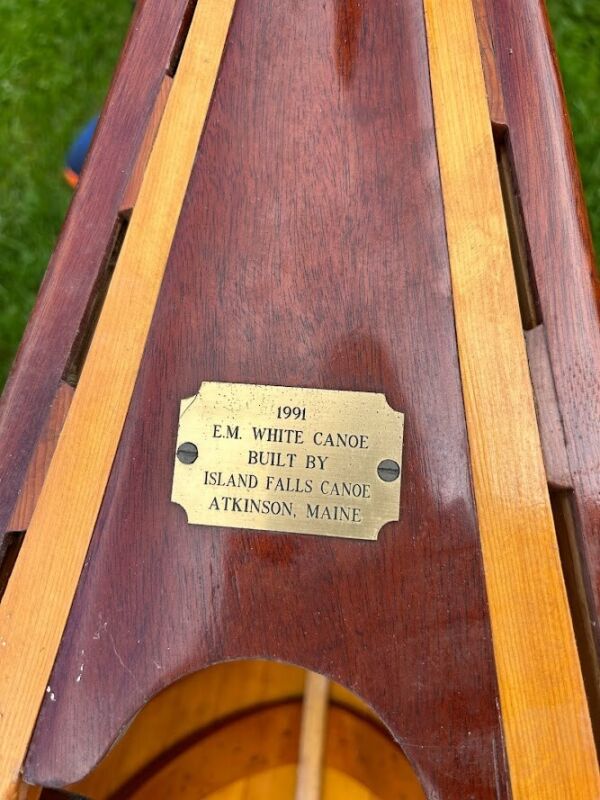 1991
E.M. WHITE CANOE
BUILT BY
ISLAND FALLS CANOE
ATKINSON, MAINE